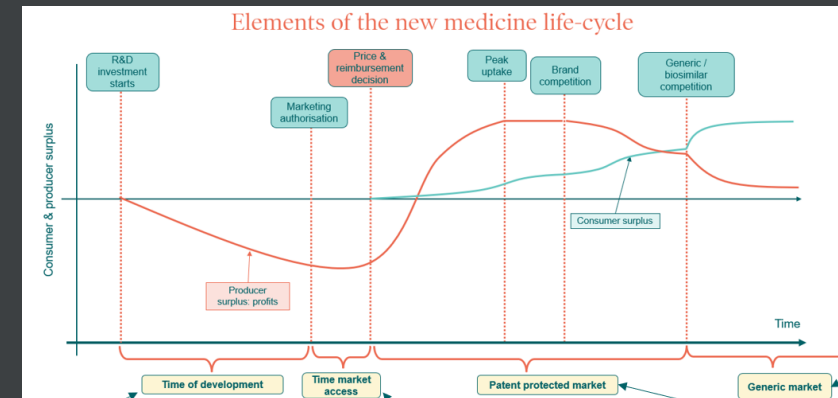 Elements of the new medicine life-cycle
R&D
investment
starts
Marketing
authorisation
Price &
reimbursement
decision
Peak
uptake
Brand
competition
Generic /
biosimilar
competition
Consumer & producer surplus
Consumer surplus
Producer
surplus: profits
Time
Time of development
Time market
access
Patent protected market
Generic market